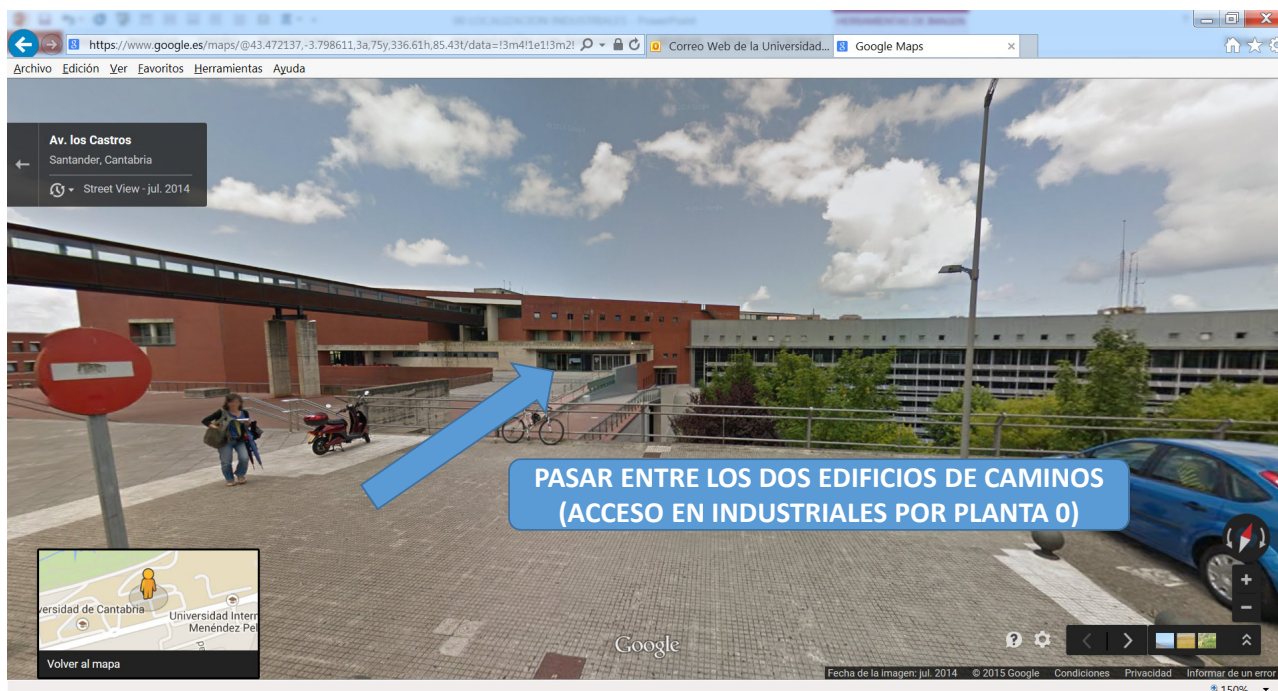 https://www.google.es/maps/@43.472137,-3.798611,3a,75y,336.61h,85.43t/data=!3m4!1e1!3m2!
Correo Web de la Universidad...
Google Maps
Archivo Edición Ver Favoritos Herramientas Ayuda
Av. los Castros
Santander, Cantabria
Street View - jul. 2014
PASAR ENTRE LOS DOS EDIFICIOS DE CAMINOS
(ACCESO EN INDUSTRIALES POR PLANTA 0)
versidad de Cantabria
Universidad Intern
Menéndez Pel
Volver al mapa
Google
Fecha de la imagen: jul. 2014 © 2015 Google Condiciones Privacidad Informar de un error
150%